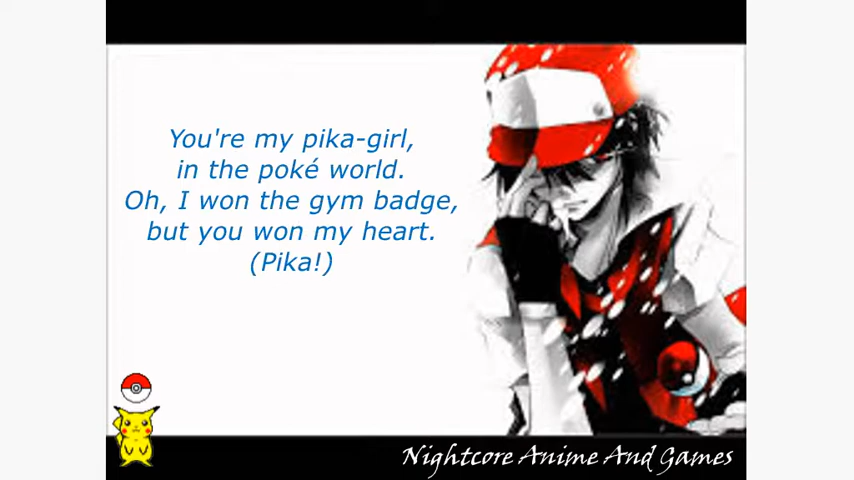 You're my pika-girl,
in the poké world.
Oh, I won the gym badge,
but you won my heart.
(Pika!)
Nightcore Anime And Games